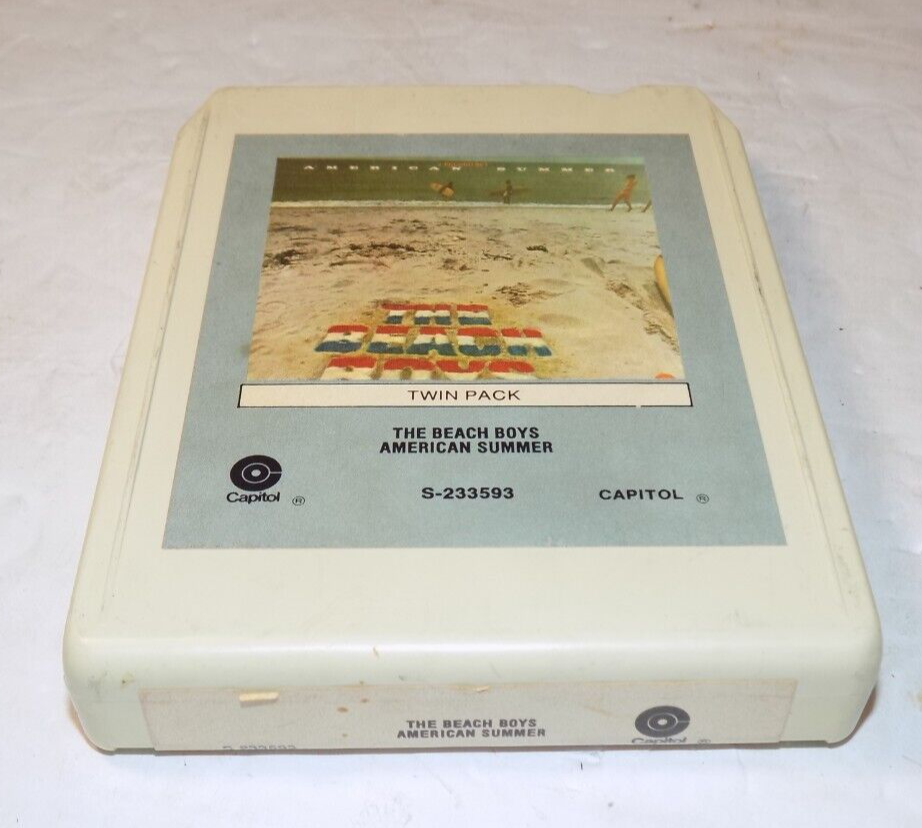 AMERICAN SUMMER
THE
BEACH
BOYS
TWIN PACK
THE BEACH BOYS
AMERICAN SUMMER
Capitol ®
S-233593
CAPITOL ®
THE BEACH BOYS
AMERICAN SUMMER
S-233593
Capitol ®